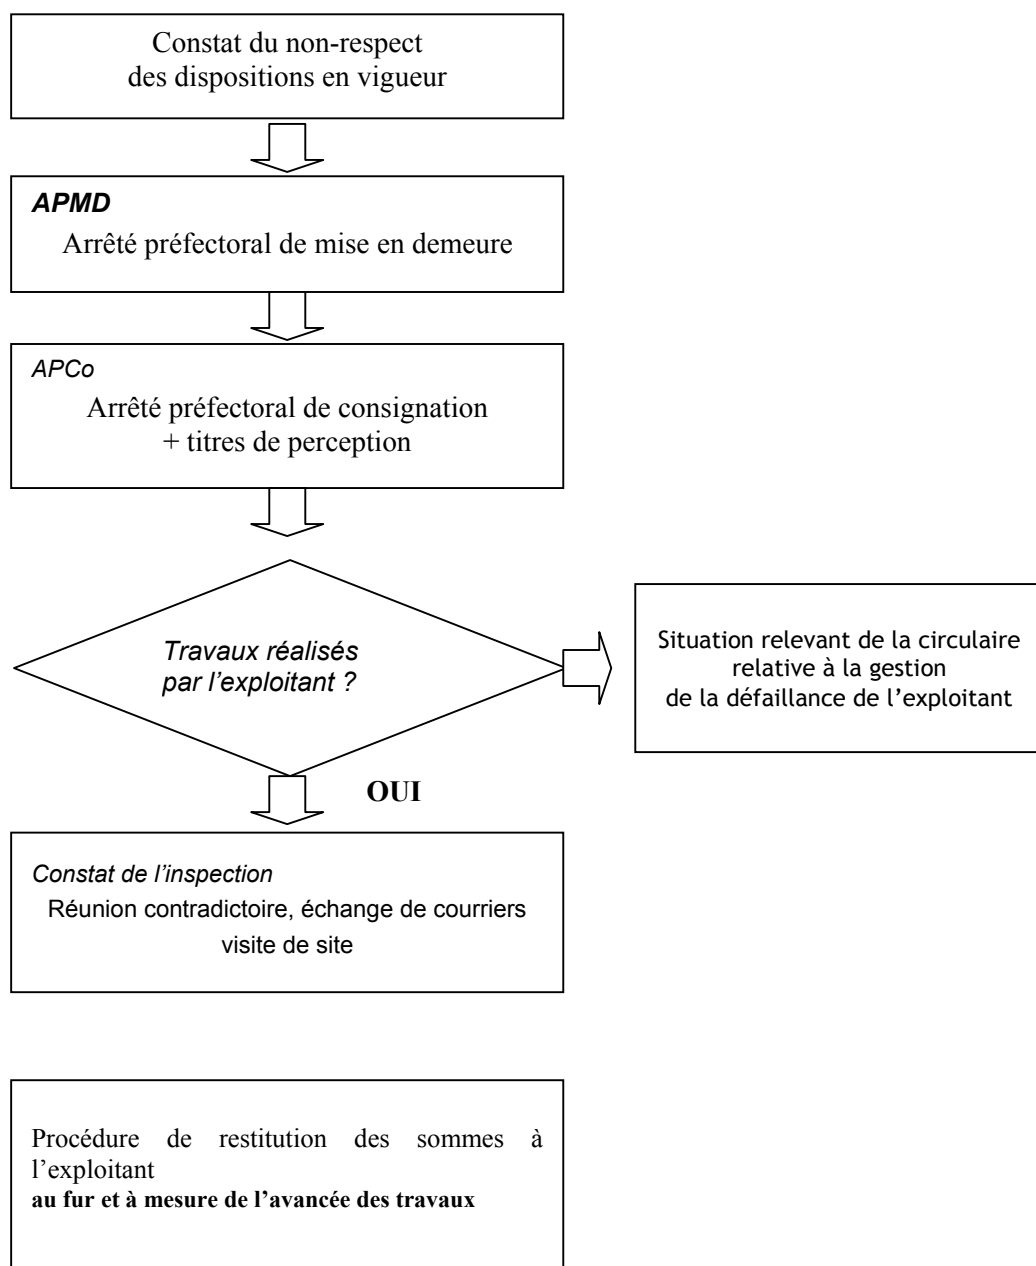 Constat du non-respect
des dispositions en vigueur
APMD
Arrêté préfectoral de mise en demeure
APCo
Arrêté préfectoral de consignation
+ titres de perception
Travaux réalisés
par l’exploitant ?
Situation relevant de la circulaire
relative à la gestion
de la défaillance de l’exploitant
OUI
Constat de l’inspection
Réunion contradictoire, échange de courriers
visite de site
Procédure de restitution des sommes à
l’exploitant
au fur et à mesure de l’avancée des travaux